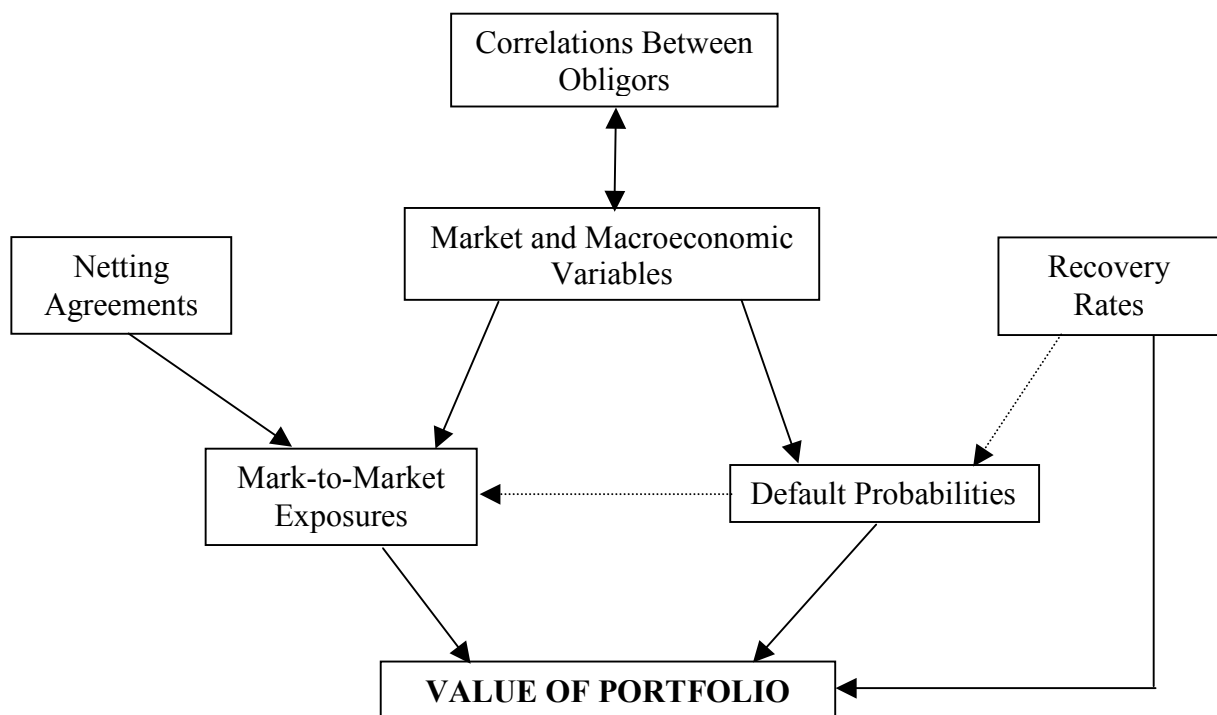 Correlations Between
Obligors
Market and Macroeconomic
Variables
Netting
Agreements
Recovery
Rates
Mark-to-Market
Exposures
Default Probabilities
VALUE OF PORTFOLIO